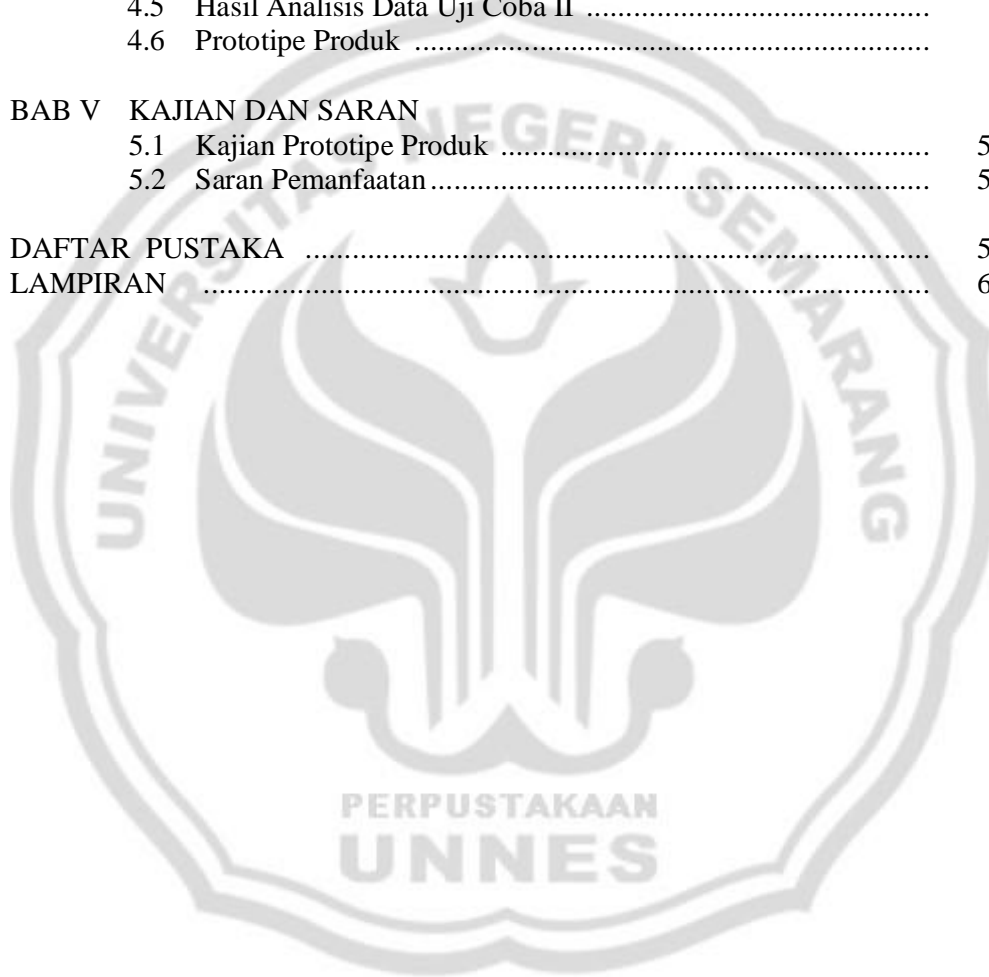 4.5 Hasil Analisis Data Uji Coba II ..........................................
4.6 Prototipe Produk ................................................................
BAB V KAJIAN DAN SARAN
5.1 Kajian Prototipe Produk ..................................................... 5
5.2 Saran Pemanfaatan .............................................................. 5
DAFTAR PUSTAKA .............................................................................. 5
LAMPIRAN ........................................................................................... 6
UNIVERSITAS NEGERI SEMARANG
PERPUSTAKAAN
UNNES